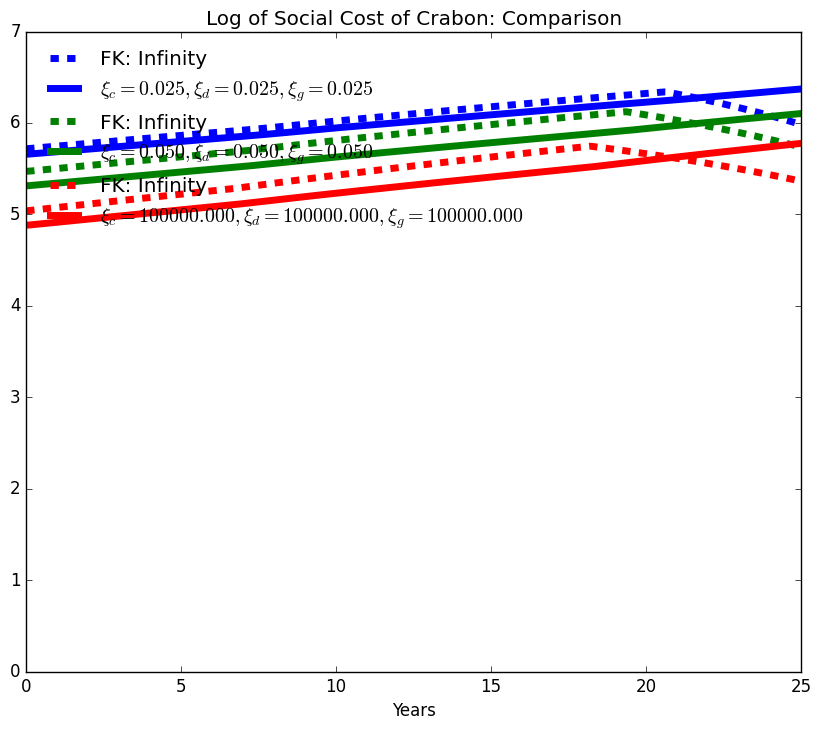 Log of Social Cost of Crabon: Comparison
7
FK: Infinity
ξc = 0.025, ξd = 0.025, ξg = 0.025
6
FK: Infinity
ξc = 0.050, ξd = 0.050, ξg = 0.050
FK: Infinity
5
ξc = 100000.000, ξd = 100000.000, ξg = 100000.000
4
3
2
1
0
0 5 10 15 20 25
Years